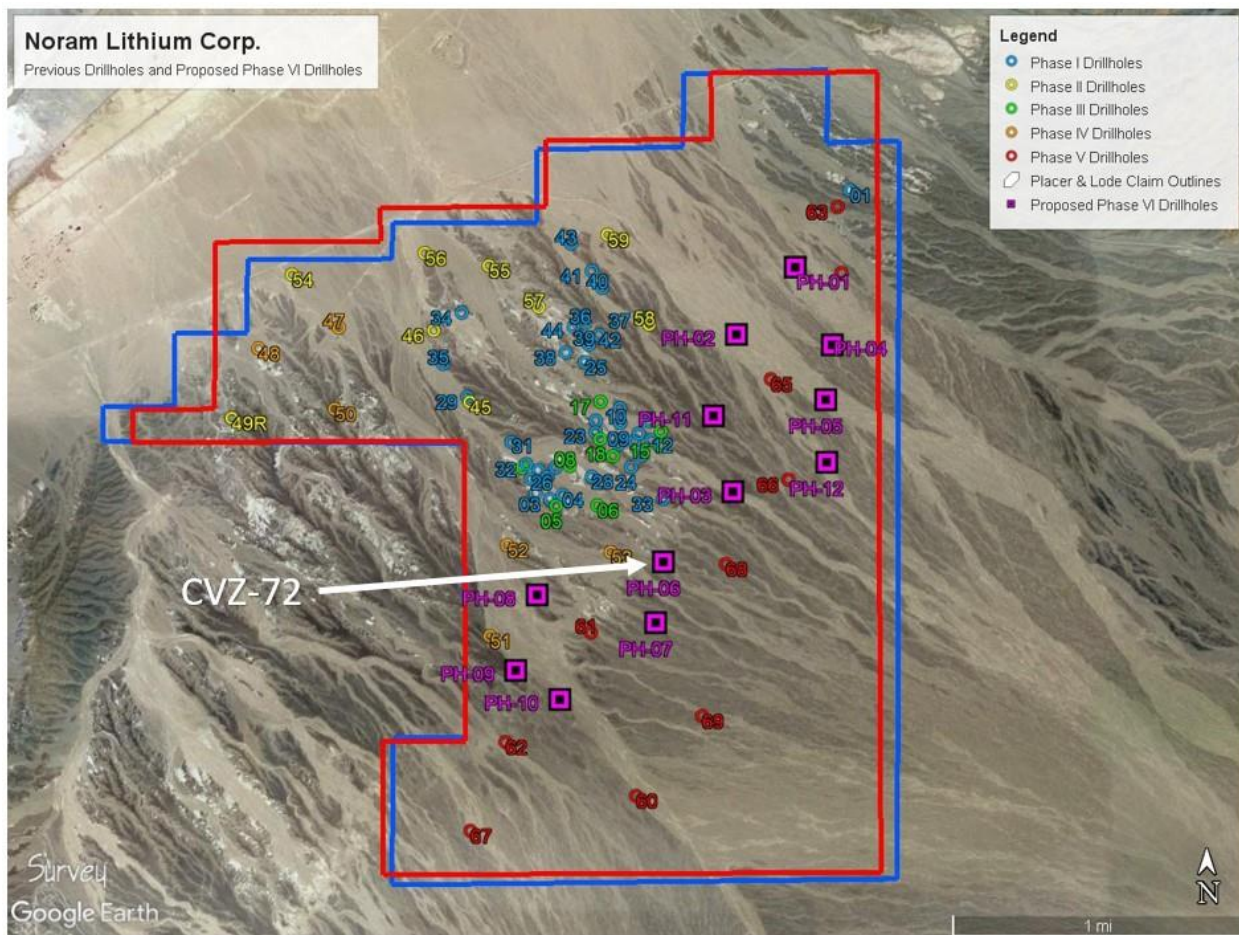 Noram Lithium Corp.
Previous Drillholes and Proposed Phase VI Drillholes
Legend
Phase I Drillholes
Phase II Drillholes
Phase III Drillholes
Phase IV Drillholes
Phase V Drillholes
Placer & Lode Claim Outlines
Proposed Phase VI Drillholes
01
63
PH-01
43
59
56
55
54
41
40
57
34
36
37
58
47
46
44
39
42
PH-02
PH-04
48
38
25
35
65
29
45
17
10
PH-11
PH-05
50
49R
23
09
12
31
18
15
32
08
26
28
24
66
PH-12
03
04
33
PH-03
05
06
52
53
68
CVZ-72
PH-06
PH-08
61
PH-07
51
PH-09
PH-10
69
62
60
67
Survey
Google Earth
N
1 mi